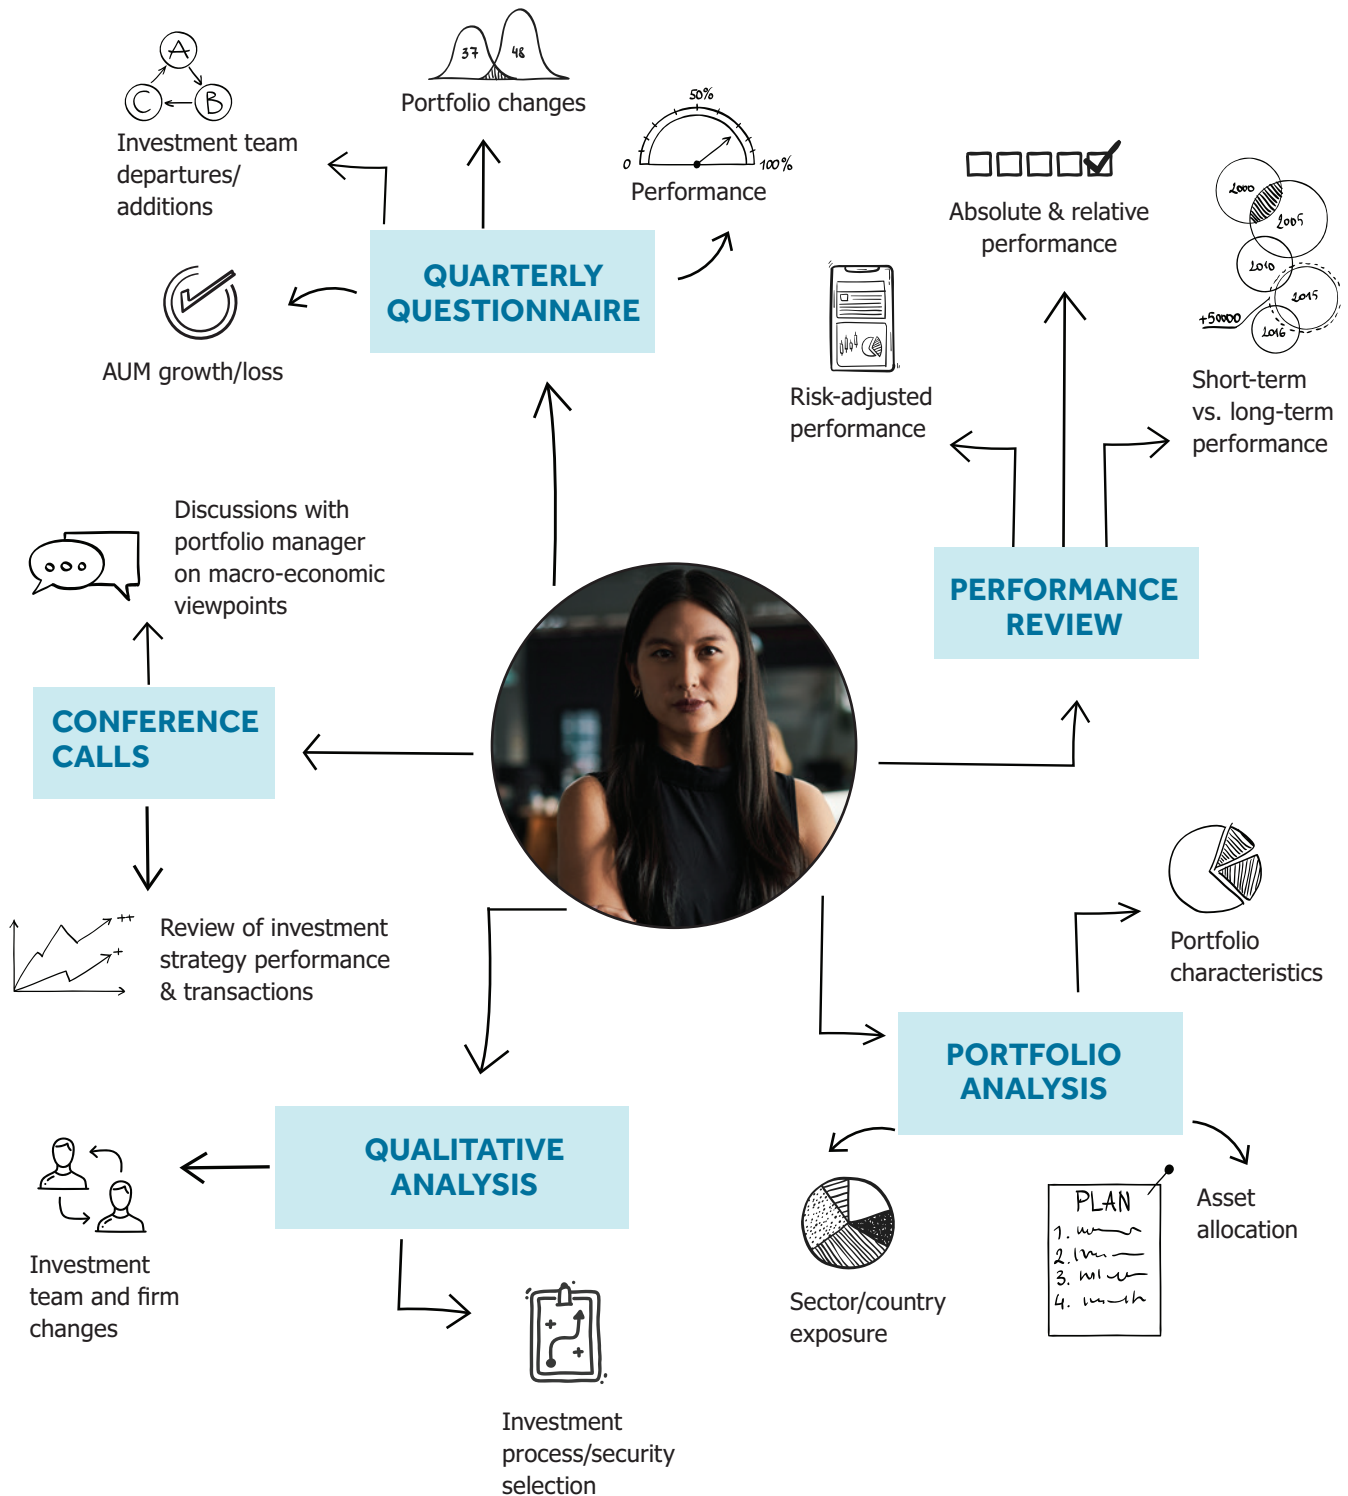 A
C
B
Investment team
departures/
additions
37
48
Portfolio changes
50%
0
100%
Performance
QUARTERLY
QUESTIONNAIRE
AUM growth/loss
Absolute & relative
performance
2000
2005
2010
2015
+50000
2016
Short-term
vs. long-term
performance
Risk-adjusted
performance
PERFORMANCE
REVIEW
Discussions with
portfolio manager
on macro-economic
viewpoints
CONFERENCE
CALLS
++
+
Review of investment
strategy performance
& transactions
Portfolio
characteristics
PORTFOLIO
ANALYSIS
Sector/country
exposure
PLAN
1.
2.
3.
4.
Asset
allocation
QUALITATIVE
ANALYSIS
Investment
team and firm
changes
Investment
process/security
selection